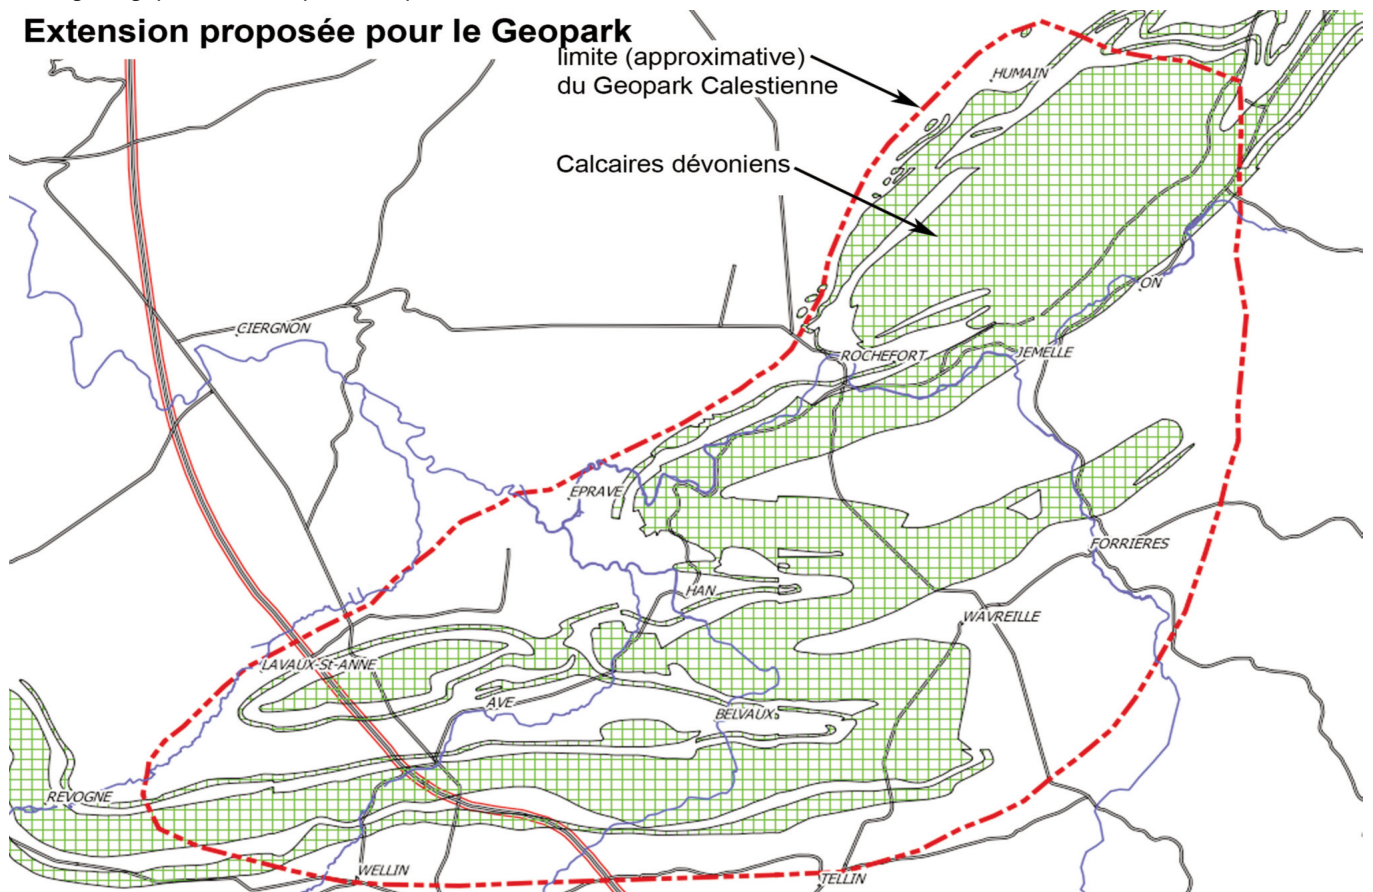 Extension proposée pour le Geopark
limite (approximative)
du Geopark Calestienne
HUMAIN
Calcaires dévoniens
ON
CIERGNON
ROCHEFORT
JEMELLE
EPRAVE
FORRIÈRES
HAN
WAVREILLE
LAVAUX-St-ANNE
AVE
BELVAUX
REVOGNE
WELLIN
TELLIN